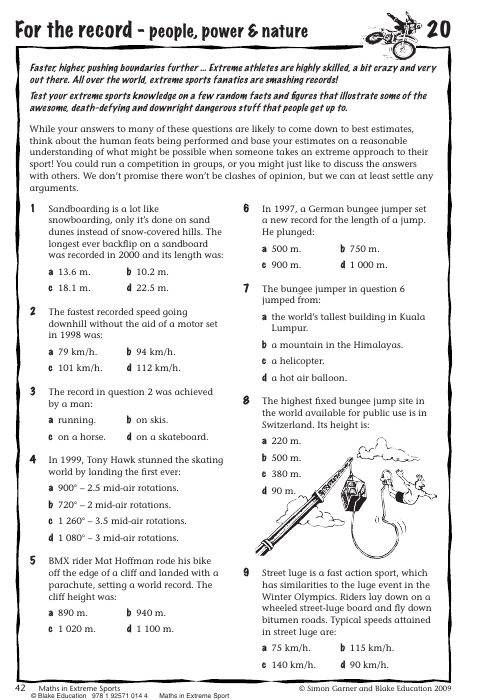 For the record - people, power & nature
20
Faster, higher, pushing boundaries further ... Extreme athletes are highly skilled, a bit crazy and very
out there. All over the world, extreme sports fanatics are smashing records!
Test your extreme sports knowledge on a few random facts and figures that illustrate some of the
awesome, death-defying and downright dangerous stuff that people get up to.
While your answers to many of these questions are likely to come down to best estimates,
think about the human feats being performed and base your estimates on a reasonable
understanding of what might be possible when someone takes an extreme approach to their
sport! You could run a competition in groups, or you might just like to discuss the answers
with others. We don't promise there won't be clashes of opinion, but we can at least settle any
arguments.
1 Sandboarding is a lot like
snowboarding, only it's done on sand
dunes instead of snow-covered hills. The
longest ever backflip on a sandboard
was recorded in 2000 and its length was:
a 13.6 m. b 10.2 m.
c 18.1 m. d 22.5 m.
2 The fastest recorded speed going
downhill without the aid of a motor set
in 1998 was:
a 79 km/h. b 94 km/h.
c 101 km/h. d 112 km/h.
3 The record in question 2 was achieved
by a man:
a running. b on skis.
c on a horse. d on a skateboard.
4 In 1999, Tony Hawk stunned the skating
world by landing the first ever:
a 900° – 2.5 mid-air rotations.
b 720° – 2 mid-air rotations.
c 1 260° – 3.5 mid-air rotations.
d 1 080° – 3 mid-air rotations.
5 BMX rider Mat Hoffman rode his bike
off the edge of a cliff and landed with a
parachute, setting a world record. The
cliff height was:
a 890 m. b 940 m.
c 1 020 m. d 1 100 m.
6 In 1997, a German bungee jumper set
a new record for the length of a jump.
He plunged:
a 500 m. b 750 m.
c 900 m. d 1 000 m.
7 The bungee jumper in question 6
jumped from:
a the world's tallest building in Kuala
Lumpur.
b a mountain in the Himalayas.
c a helicopter.
d a hot air balloon.
8 The highest fixed bungee jump site in
the world available for public use is in
Switzerland. Its height is:
a 220 m.
b 500 m.
c 380 m.
d 90 m.
9 Street luge is a fast action sport, which
has similarities to the luge event in the
Winter Olympics. Riders lay down on a
wheeled street-luge board and fly down
bitumen roads. Typical speeds attained
in street luge are:
a 75 km/h. b 115 km/h.
c 140 km/h. d 90 km/h.
42 Maths in Extreme Sports
© Simon Garner and Blake Education 2009
© Blake Education 978 1 92571 014 4 Maths in Extreme Sports